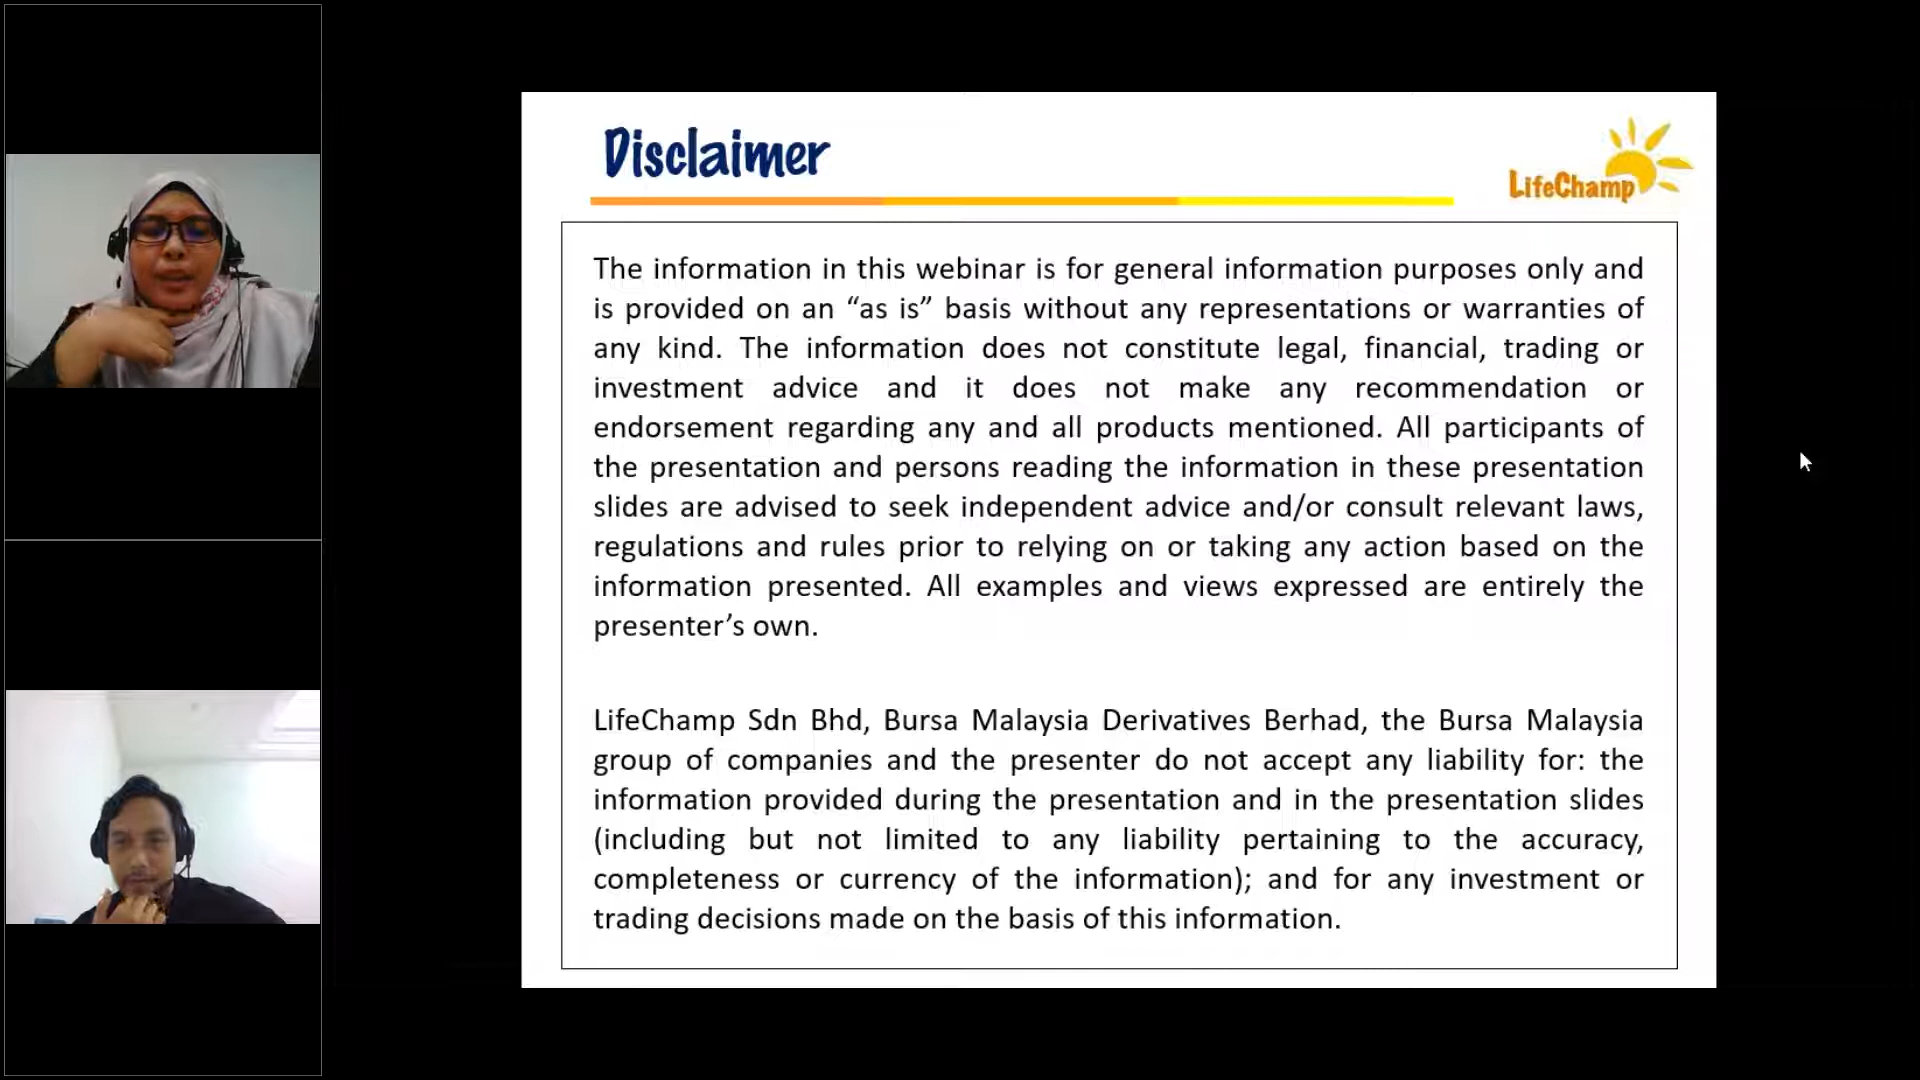 Disclaimer
LifeChamp
The information in this webinar is for general information purposes only and
is provided on an “as is” basis without any representations or warranties of
any kind. The information does not constitute legal, financial, trading or
investment advice and it does not make any recommendation or
endorsement regarding any and all products mentioned. All participants of
the presentation and persons reading the information in these presentation
slides are advised to seek independent advice and/or consult relevant laws,
regulations and rules prior to relying on or taking any action based on the
information presented. All examples and views expressed are entirely the
presenter’s own.
LifeChamp Sdn Bhd, Bursa Malaysia Derivatives Berhad, the Bursa Malaysia
group of companies and the presenter do not accept any liability for: the
information provided during the presentation and in the presentation slides
(including but not limited to any liability pertaining to the accuracy,
completeness or currency of the information); and for any investment or
trading decisions made on the basis of this information.